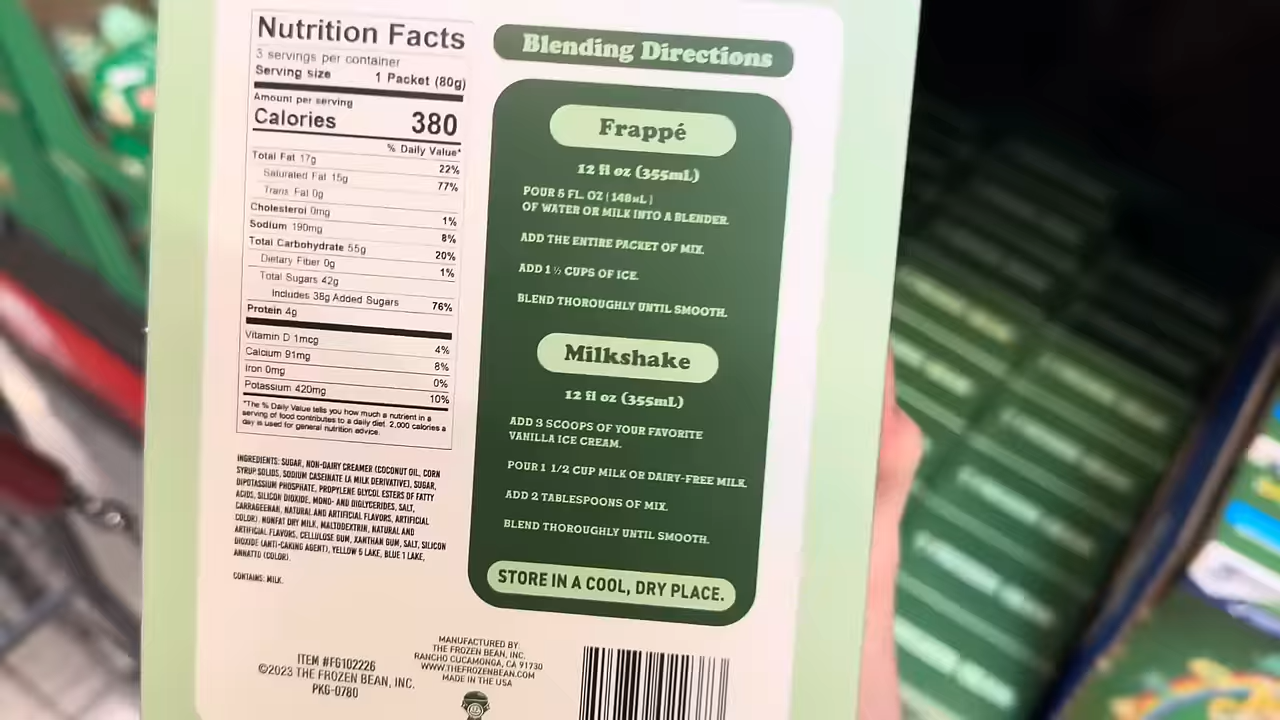 Nutrition Facts
3 servings per container
Serving size 1 Packet (80g)
Amount per serving
Calories 380
% Daily Value*
Total Fat 17g 22%
Saturated Fat 15g 77%
Trans Fat 0g
Cholesterol 0mg 1%
Sodium 190mg 8%
Total Carbohydrate 55g 20%
Dietary Fiber 0g 1%
Total Sugars 42g
Includes 38g Added Sugars 76%
Protein 4g
Vitamin D 1mcg 4%
Calcium 91mg 8%
Iron 0mg 0%
Potassium 420mg 10%
*The % Daily Value tells you how much a nutrient in a
serving of food contributes to a daily diet. 2,000 calories a
day is used for general nutrition advice.
INGREDIENTS: SUGAR, NON-DAIRY CREAMER (COCONUT OIL, CORN
SYRUP SOLIDS, SODIUM CASEINATE (A MILK DERIVATIVE), SUGAR,
DIPOTASSIUM PHOSPHATE, PROPYLENE GLYCOL ESTERS OF FATTY
ACIDS, SILICON DIOXIDE, MONO- AND DIGLYCERIDES, SALT,
CARRAGEENAN, NATURAL AND ARTIFICIAL FLAVORS, ARTIFICIAL
COLOR), NONFAT DRY MILK, MALTODEXTRIN, NATURAL AND
ARTIFICIAL FLAVORS, CELLULOSE GUM, XANTHAN GUM, SALT, SILICON
DIOXIDE (ANTI-CAKING AGENT), YELLOW 5 LAKE, BLUE 1 LAKE,
ANNATTO (COLOR).
CONTAINS: MILK.
Blending Directions
Frappé
12 fl oz (355mL)
POUR 5 FL. OZ (148mL)
OF WATER OR MILK INTO A BLENDER.
ADD THE ENTIRE PACKET OF MIX.
ADD 1 ½ CUPS OF ICE.
BLEND THOROUGHLY UNTIL SMOOTH.
Milkshake
12 fl oz (355mL)
ADD 3 SCOOPS OF YOUR FAVORITE
VANILLA ICE CREAM.
POUR 1 1/2 CUP MILK OR DAIRY-FREE MILK.
ADD 2 TABLESPOONS OF MIX.
BLEND THOROUGHLY UNTIL SMOOTH.
STORE IN A COOL, DRY PLACE.
ITEM #FG102226
©2023 THE FROZEN BEAN, INC.
PKG-0780
MANUFACTURED BY:
THE FROZEN BEAN, INC.
RANCHO CUCAMONGA, CA 91730
WWW.THEFROZENBEAN.COM
MADE IN THE USA